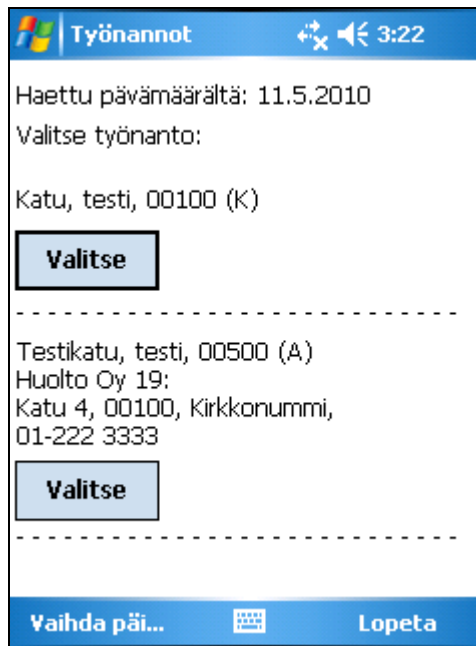 Työnannot 3:22
Haettu pävämäärältä: 11.5.2010
Valitse työnanto:
Katu, testi, 00100 (K)
Valitse
- - - - - - - - - - - - - - - - - - - - - - - - - - - - -
Testikatu, testi, 00500 (A)
Huolto Oy 19:
Katu 4, 00100, Kirkkonummi,
01-222 3333
Valitse
- - - - - - - - - - - - - - - - - - - - - - - - - - - - -
Vaihda päi... Lopeta